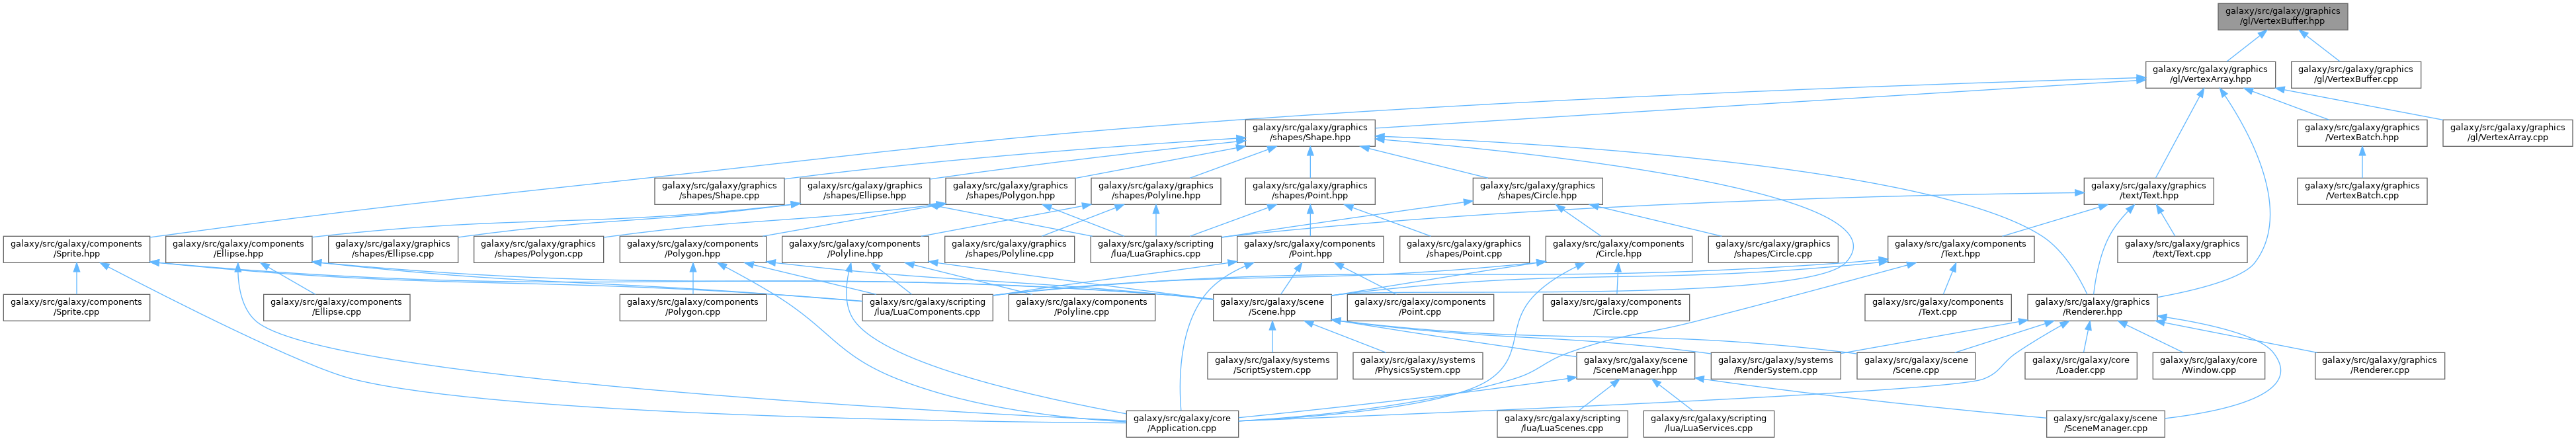 galaxy/src/galaxy/graphics
/gl/VertexBuffer.hpp
galaxy/src/galaxy/graphics
/gl/VertexArray.hpp
galaxy/src/galaxy/graphics
/gl/VertexBuffer.cpp
galaxy/src/galaxy/graphics
/shapes/Shape.hpp
galaxy/src/galaxy/graphics
/VertexBatch.hpp
galaxy/src/galaxy/graphics
/gl/VertexArray.cpp
galaxy/src/galaxy/graphics
/shapes/Shape.cpp
galaxy/src/galaxy/graphics
/shapes/Ellipse.hpp
galaxy/src/galaxy/graphics
/shapes/Polygon.hpp
galaxy/src/galaxy/graphics
/shapes/Polyline.hpp
galaxy/src/galaxy/graphics
/shapes/Point.hpp
galaxy/src/galaxy/graphics
/shapes/Circle.hpp
galaxy/src/galaxy/graphics
/text/Text.hpp
galaxy/src/galaxy/graphics
/VertexBatch.cpp
galaxy/src/galaxy/components
/Sprite.hpp
galaxy/src/galaxy/components
/Ellipse.hpp
galaxy/src/galaxy/graphics
/shapes/Ellipse.cpp
galaxy/src/galaxy/graphics
/shapes/Polygon.cpp
galaxy/src/galaxy/components
/Polygon.hpp
galaxy/src/galaxy/components
/Polyline.hpp
galaxy/src/galaxy/graphics
/shapes/Polyline.cpp
galaxy/src/galaxy/scripting
/lua/LuaGraphics.cpp
galaxy/src/galaxy/components
/Point.hpp
galaxy/src/galaxy/graphics
/shapes/Point.cpp
galaxy/src/galaxy/components
/Circle.hpp
galaxy/src/galaxy/graphics
/shapes/Circle.cpp
galaxy/src/galaxy/components
/Text.hpp
galaxy/src/galaxy/graphics
/text/Text.cpp
galaxy/src/galaxy/components
/Sprite.cpp
galaxy/src/galaxy/components
/Ellipse.cpp
galaxy/src/galaxy/components
/Polygon.cpp
galaxy/src/galaxy/scripting
/lua/LuaComponents.cpp
galaxy/src/galaxy/components
/Polyline.cpp
galaxy/src/galaxy/scene
/Scene.hpp
galaxy/src/galaxy/components
/Point.cpp
galaxy/src/galaxy/components
/Circle.cpp
galaxy/src/galaxy/components
/Text.cpp
galaxy/src/galaxy/graphics
/Renderer.hpp
galaxy/src/galaxy/systems
/ScriptSystem.cpp
galaxy/src/galaxy/systems
/PhysicsSystem.cpp
galaxy/src/galaxy/scene
/SceneManager.hpp
galaxy/src/galaxy/systems
/RenderSystem.cpp
galaxy/src/galaxy/scene
/Scene.cpp
galaxy/src/galaxy/core
/Loader.cpp
galaxy/src/galaxy/core
/Window.cpp
galaxy/src/galaxy/graphics
/Renderer.cpp
galaxy/src/galaxy/core
/Application.cpp
galaxy/src/galaxy/scripting
/lua/LuaScenes.cpp
galaxy/src/galaxy/scripting
/lua/LuaServices.cpp
galaxy/src/galaxy/scene
/SceneManager.cpp